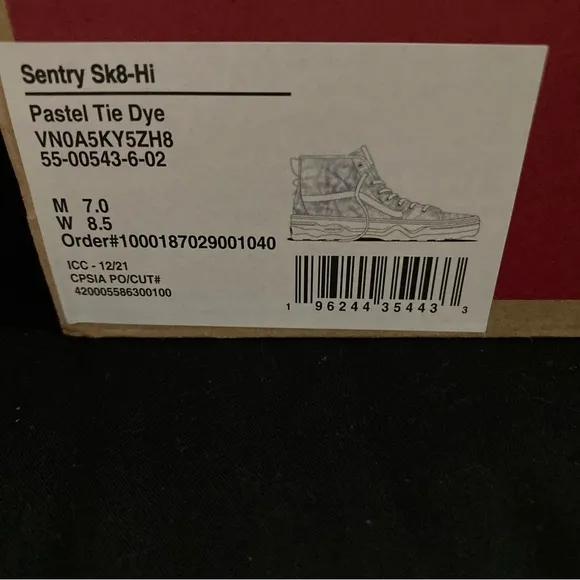 Sentry Sk8-Hi
Pastel Tie Dye
VN0A5KY5ZH8
55-00543-6-02
M 7.0
W 8.5
Order#1000187029001040
ICC - 12/21
CPSIA PO/CUT#
420005586300100
1 96244 35443 3